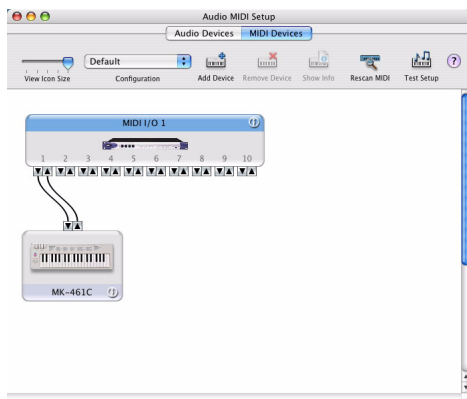 Audio MIDI Setup
Audio Devices MIDI Devices
Default
View Icon Size Configuration Add Device Remove Device Show Info Rescan MIDI Test Setup ?
MIDI I/O 1
1 2 3 4 5 6 7 8 9 10
MK-461C